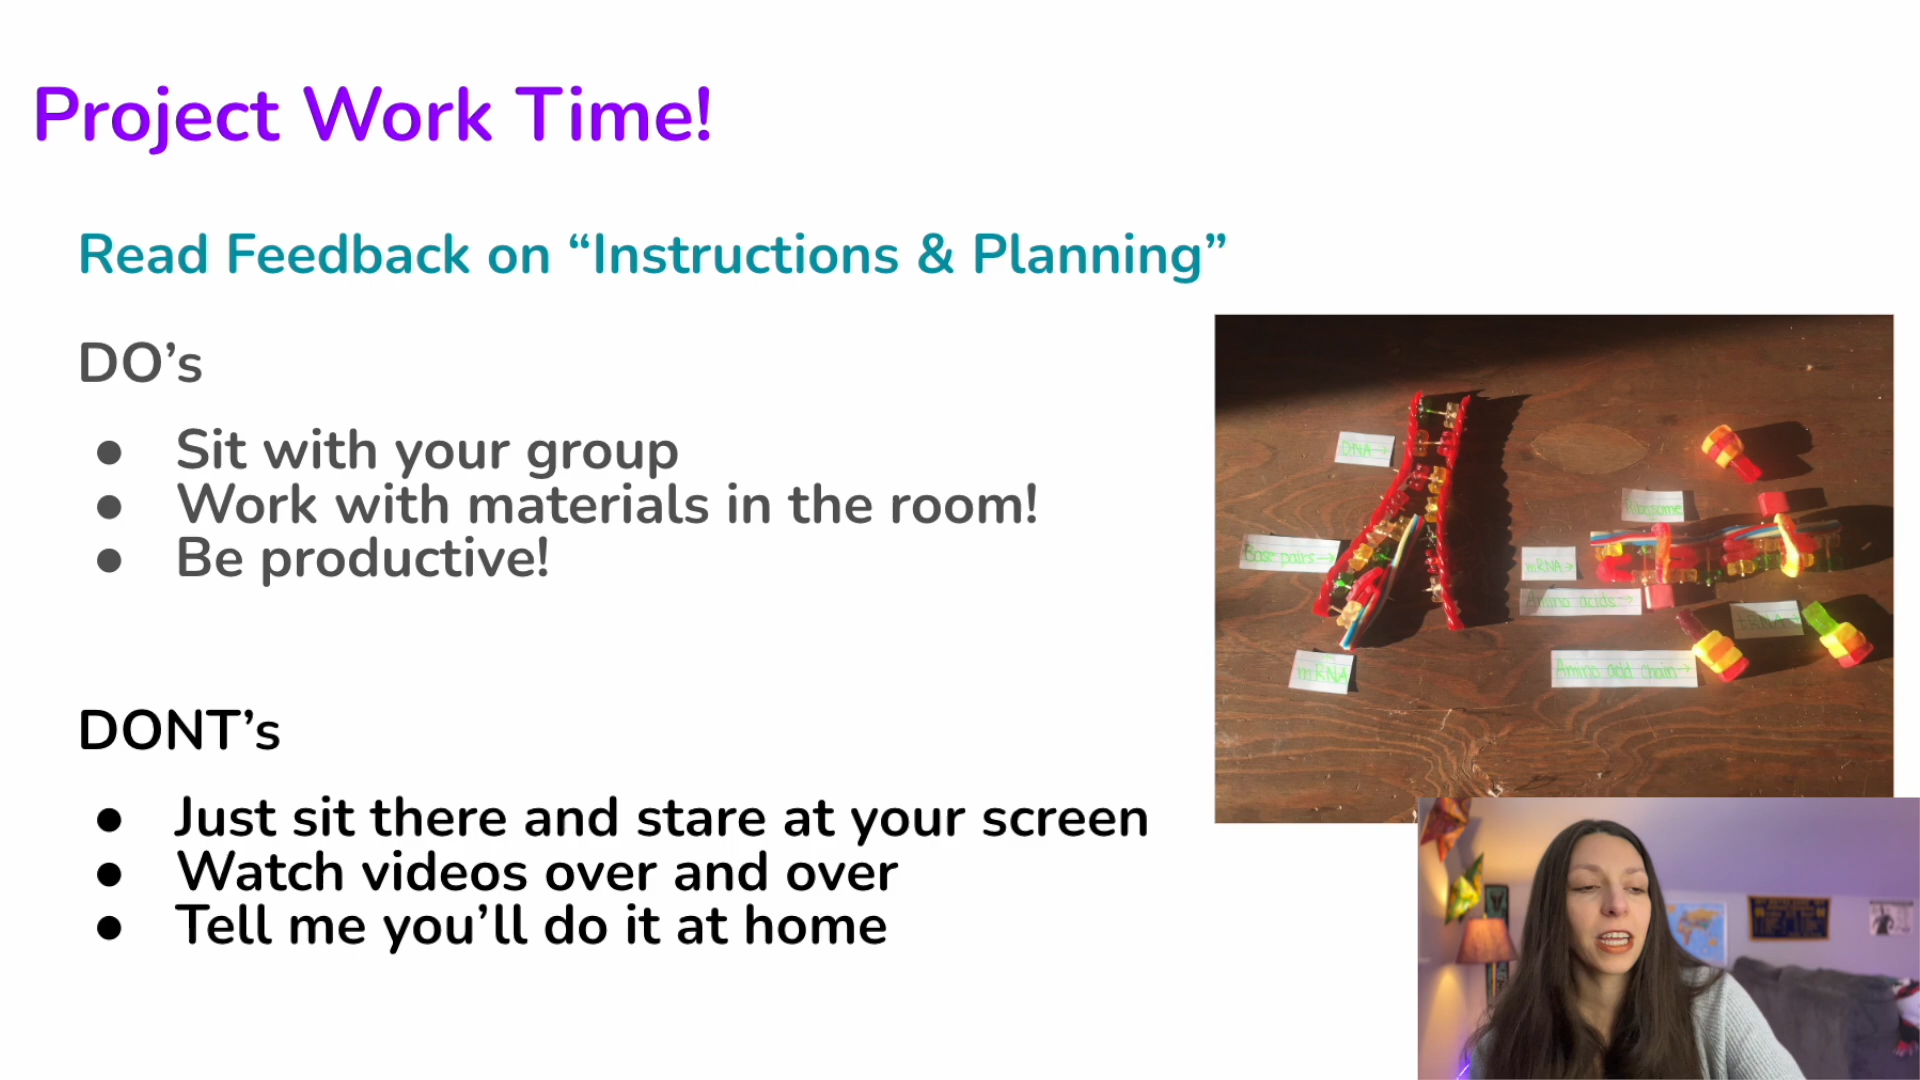 Project Work Time!
Read Feedback on “Instructions & Planning”
DO’s
● Sit with your group
● Work with materials in the room!
● Be productive!
DONT’s
● Just sit there and stare at your screen
● Watch videos over and over
● Tell me you’ll do it at home
DNA→
Base pairs→
mRNA
Ribosome
mRNA→
Amino acids→
tRNA→
Amino acid chain→